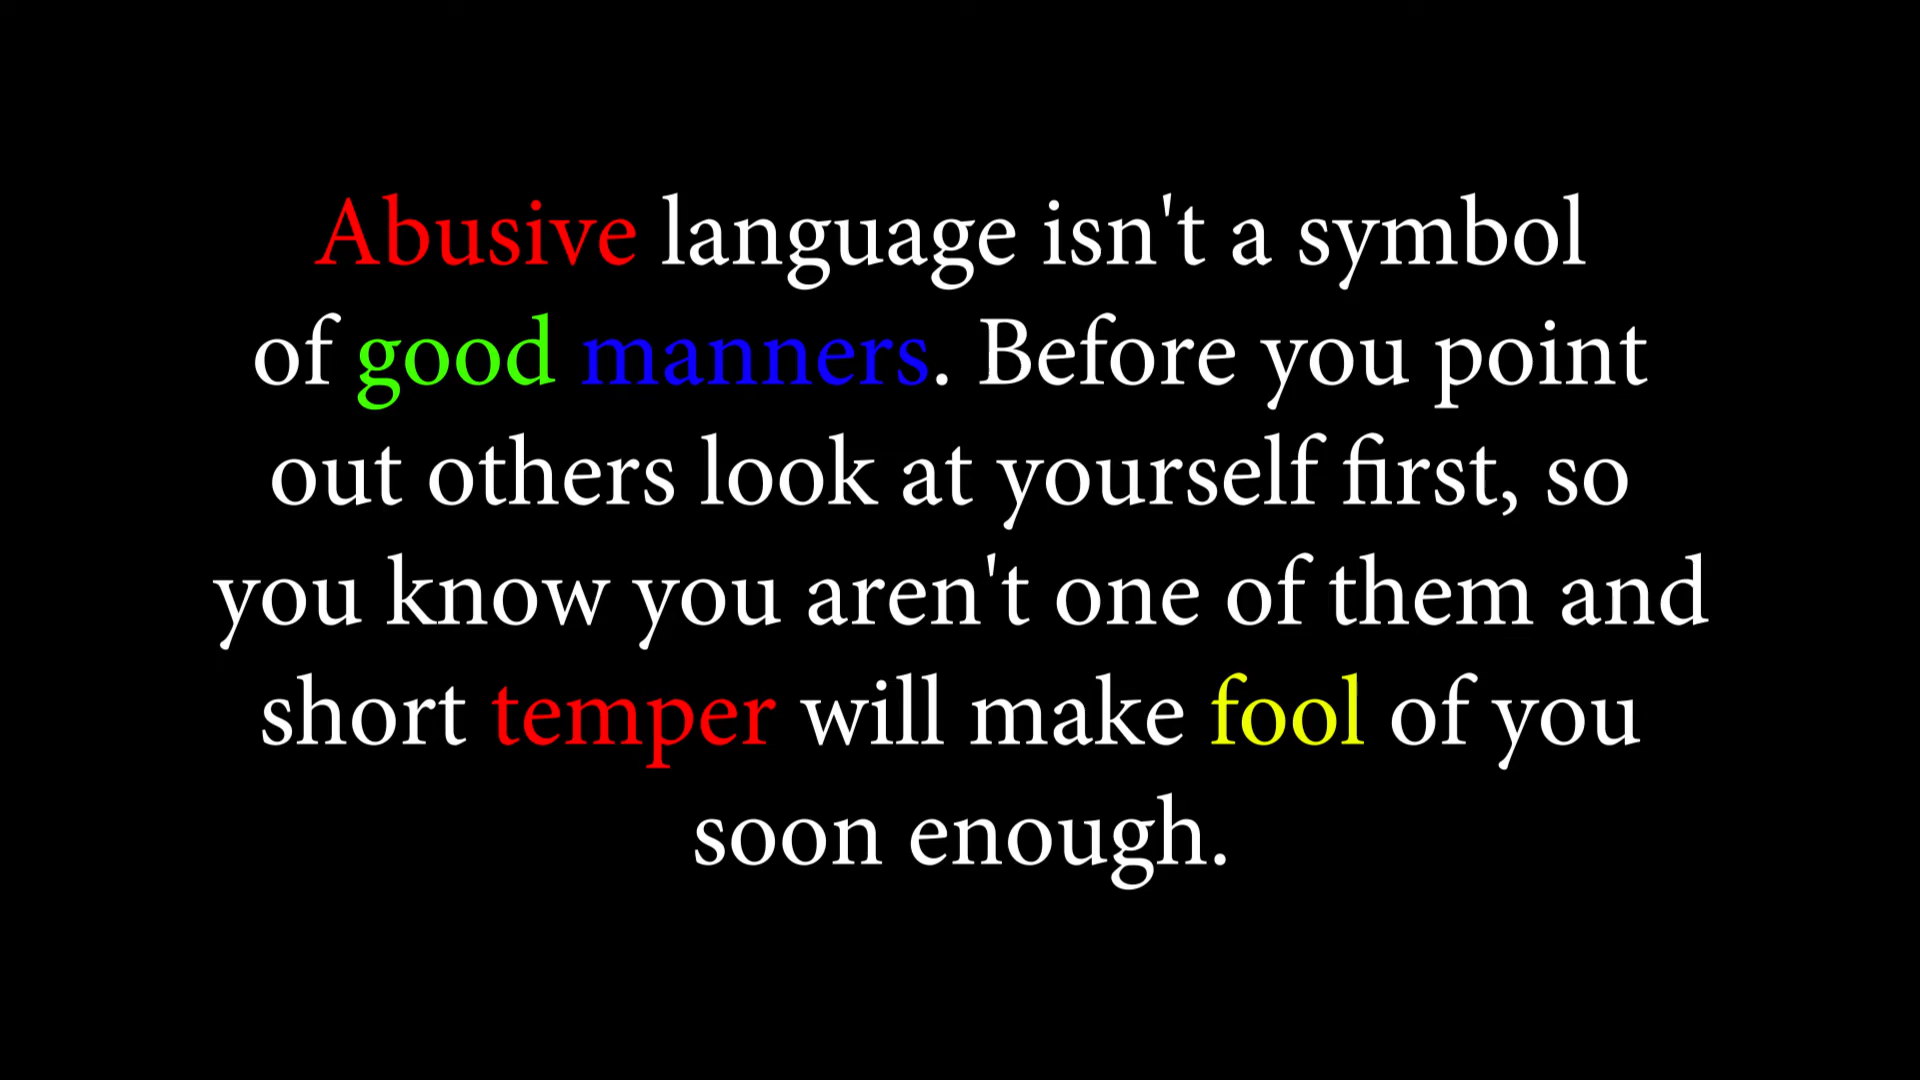 Abusive language isn't a symbol
of good manners. Before you point
out others look at yourself first, so
you know you aren't one of them and
short temper will make fool of you
soon enough.